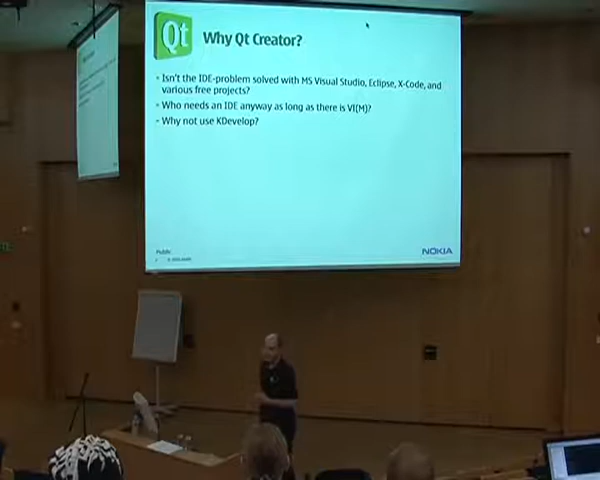 Qt
Why Qt Creator?
• Isn't the IDE-problem solved with MS Visual Studio, Eclipse, X-Code, and
various free projects?
• Who needs an IDE anyway as long as there is VI(M)?
• Why not use KDevelop?
Public
NOKIA